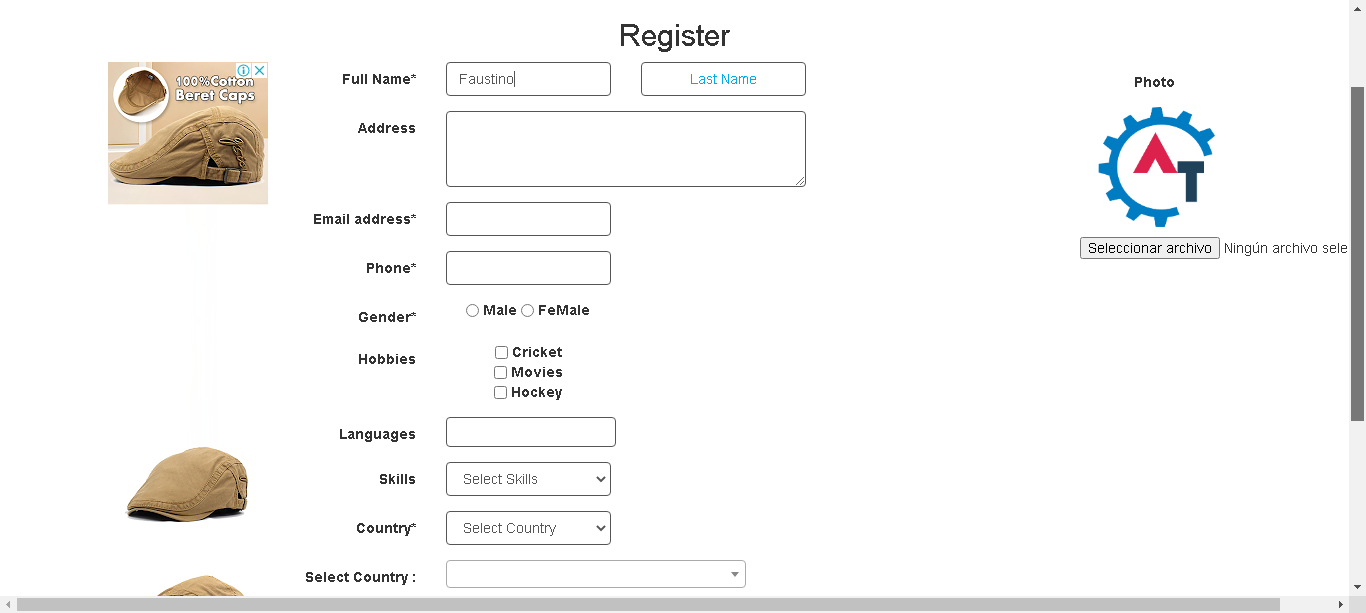 Register
100%Cotton
Beret Caps
Full Name*
Faustino
Last Name
Photo
Address
AT
Email address*
Seleccionar archivo Ningún archivo sele
Phone*
Gender*
Male FeMale
Hobbies
Cricket
Movies
Hockey
Languages
Skills
Select Skills
Country*
Select Country
Select Country :